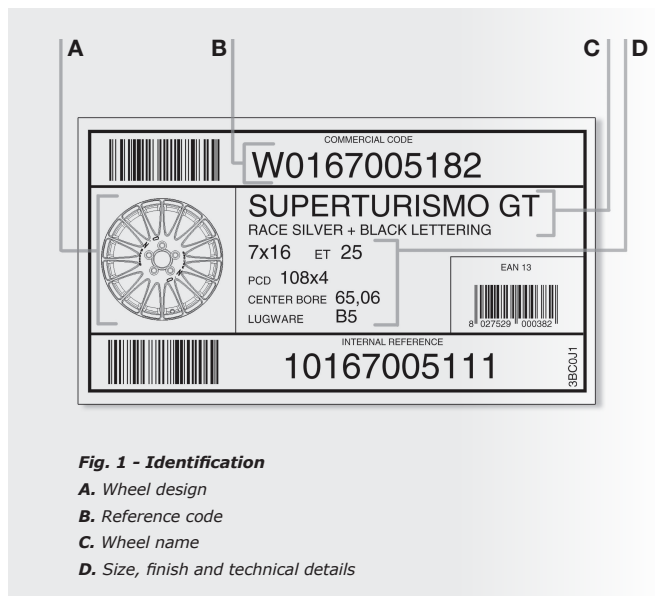 A B C D
COMMERCIAL CODE
W0167005182
SUPERTURISMO GT
RACE SILVER + BLACK LETTERING
7x16 ET 25
PCD 108x4
CENTER BORE 65,06
LUGWARE B5
EAN 13
8 027529 000382
INTERNAL REFERENCE
10167005111
3BC0J1
Fig. 1 - Identification
A. Wheel design
B. Reference code
C. Wheel name
D. Size, finish and technical details